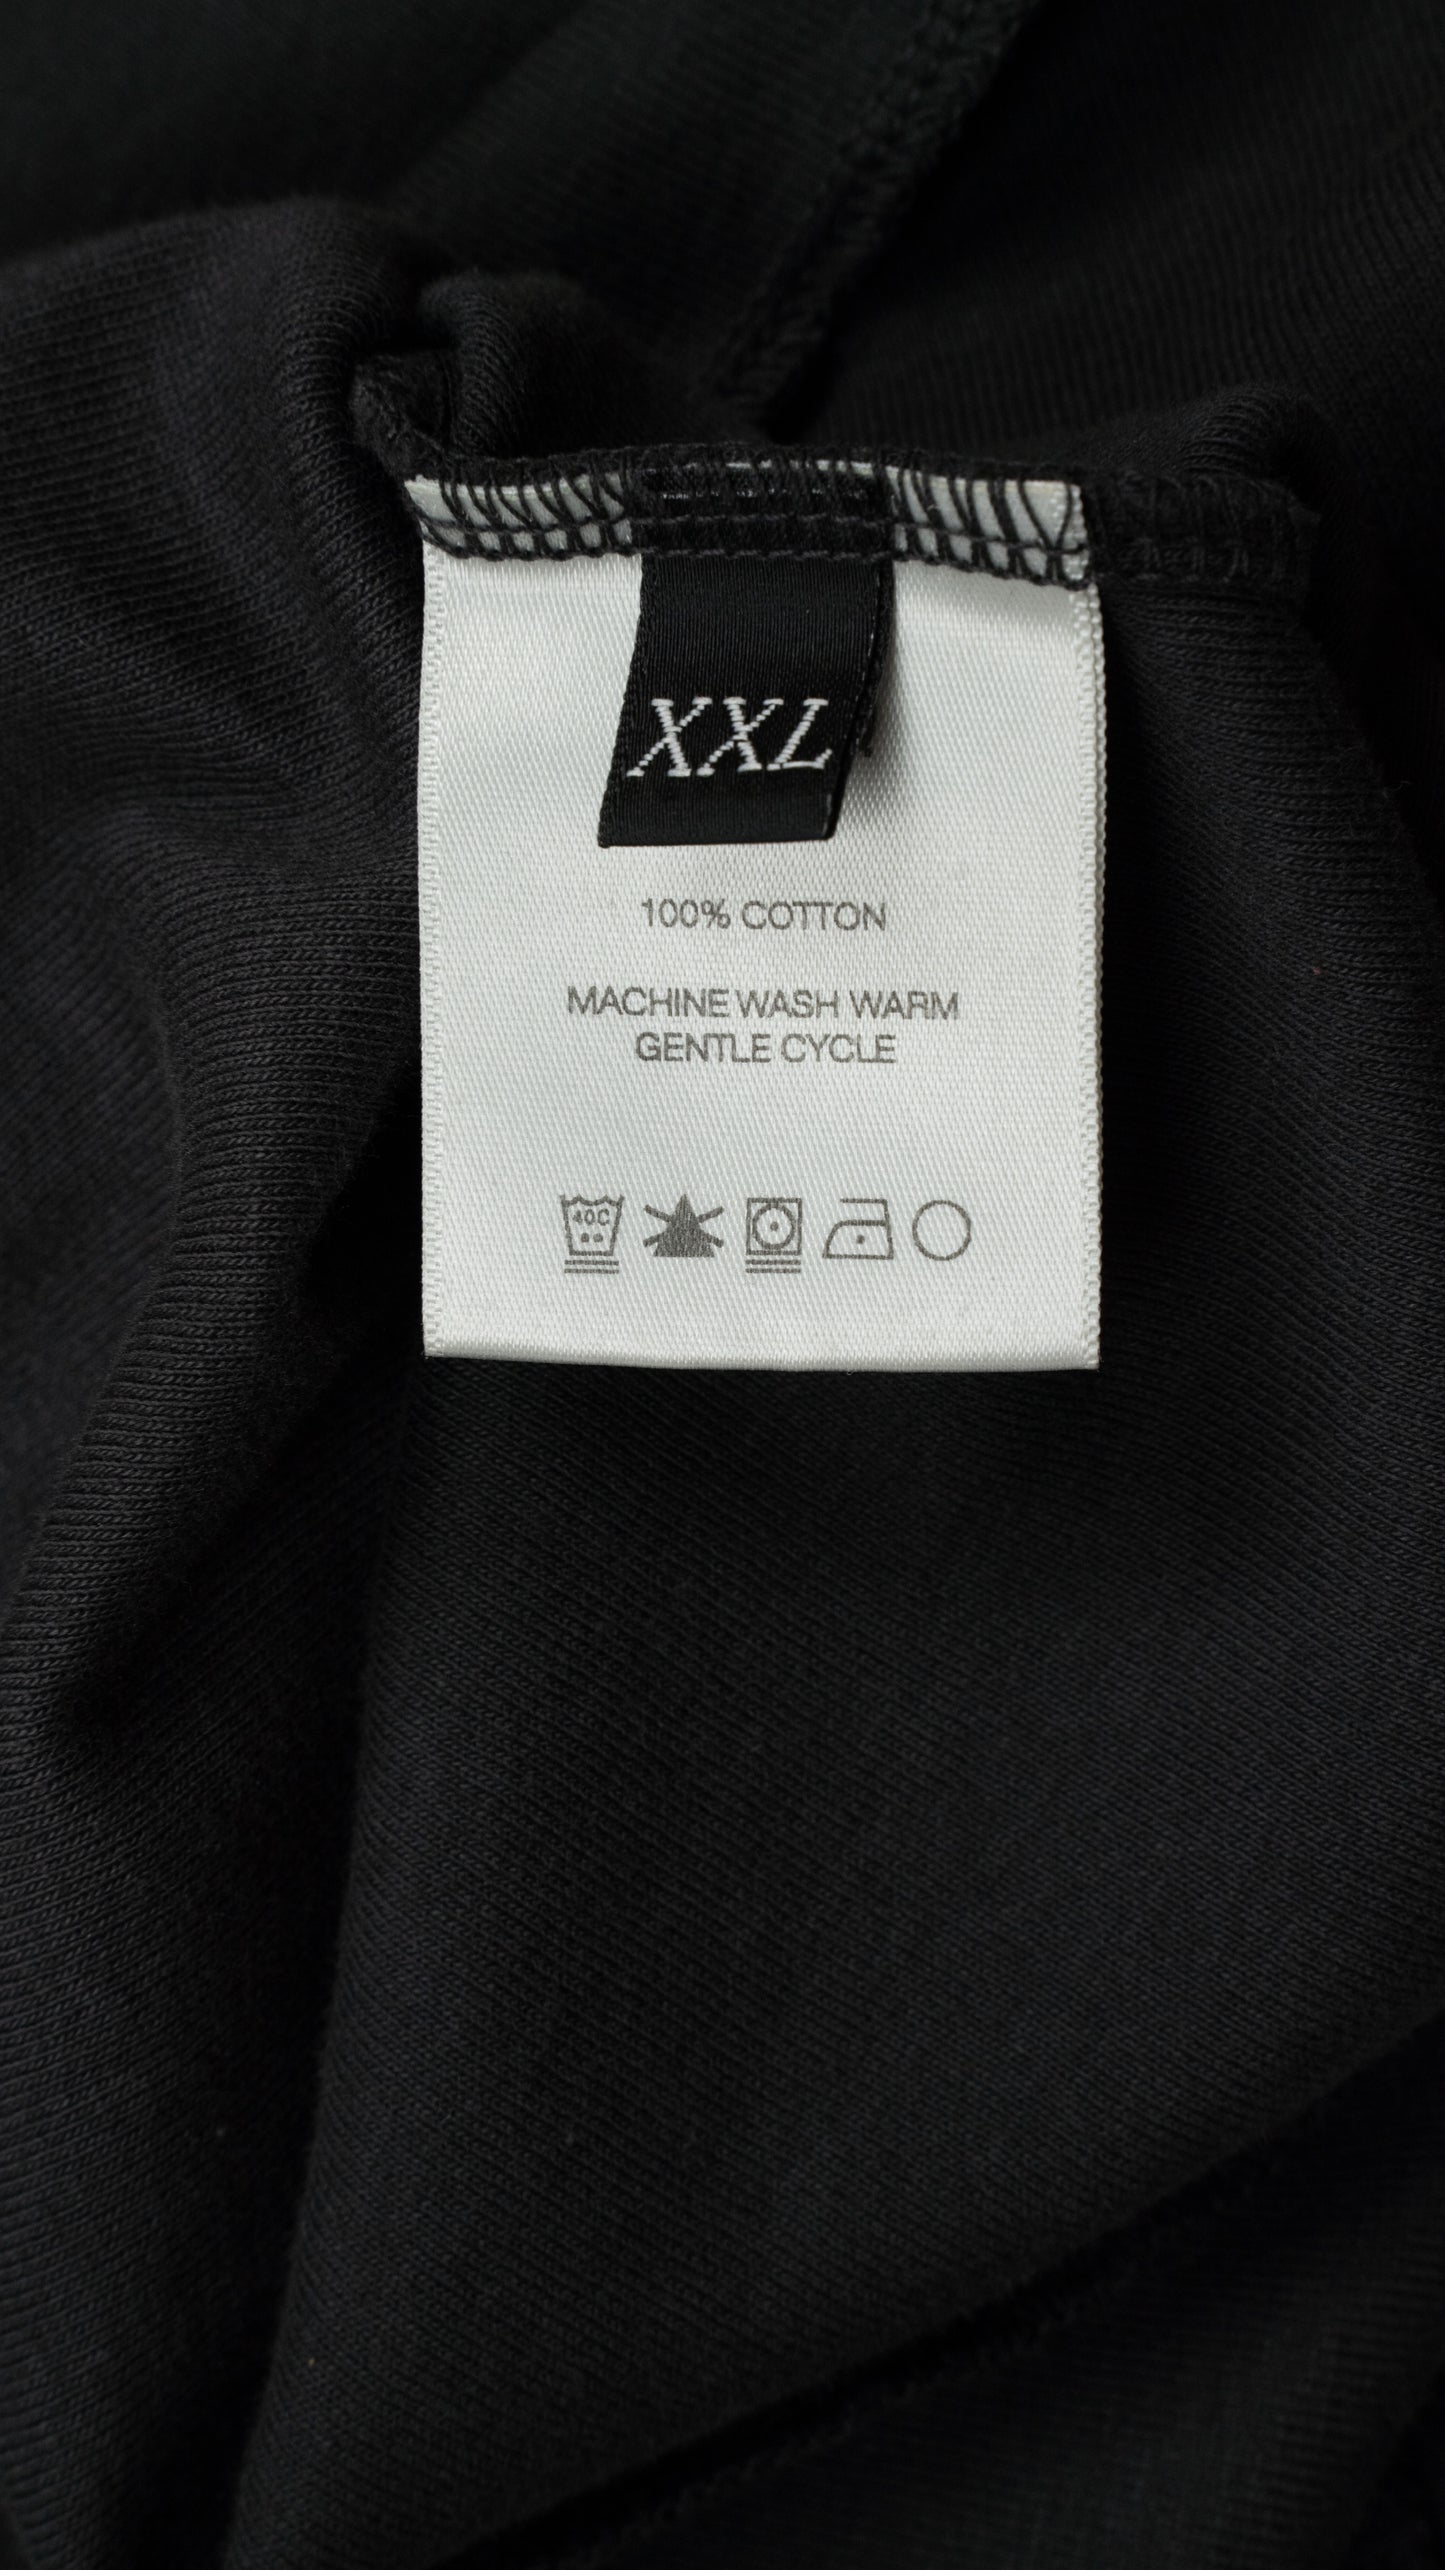 XXL
100% COTTON
MACHINE WASH WARM
GENTLE CYCLE
40C